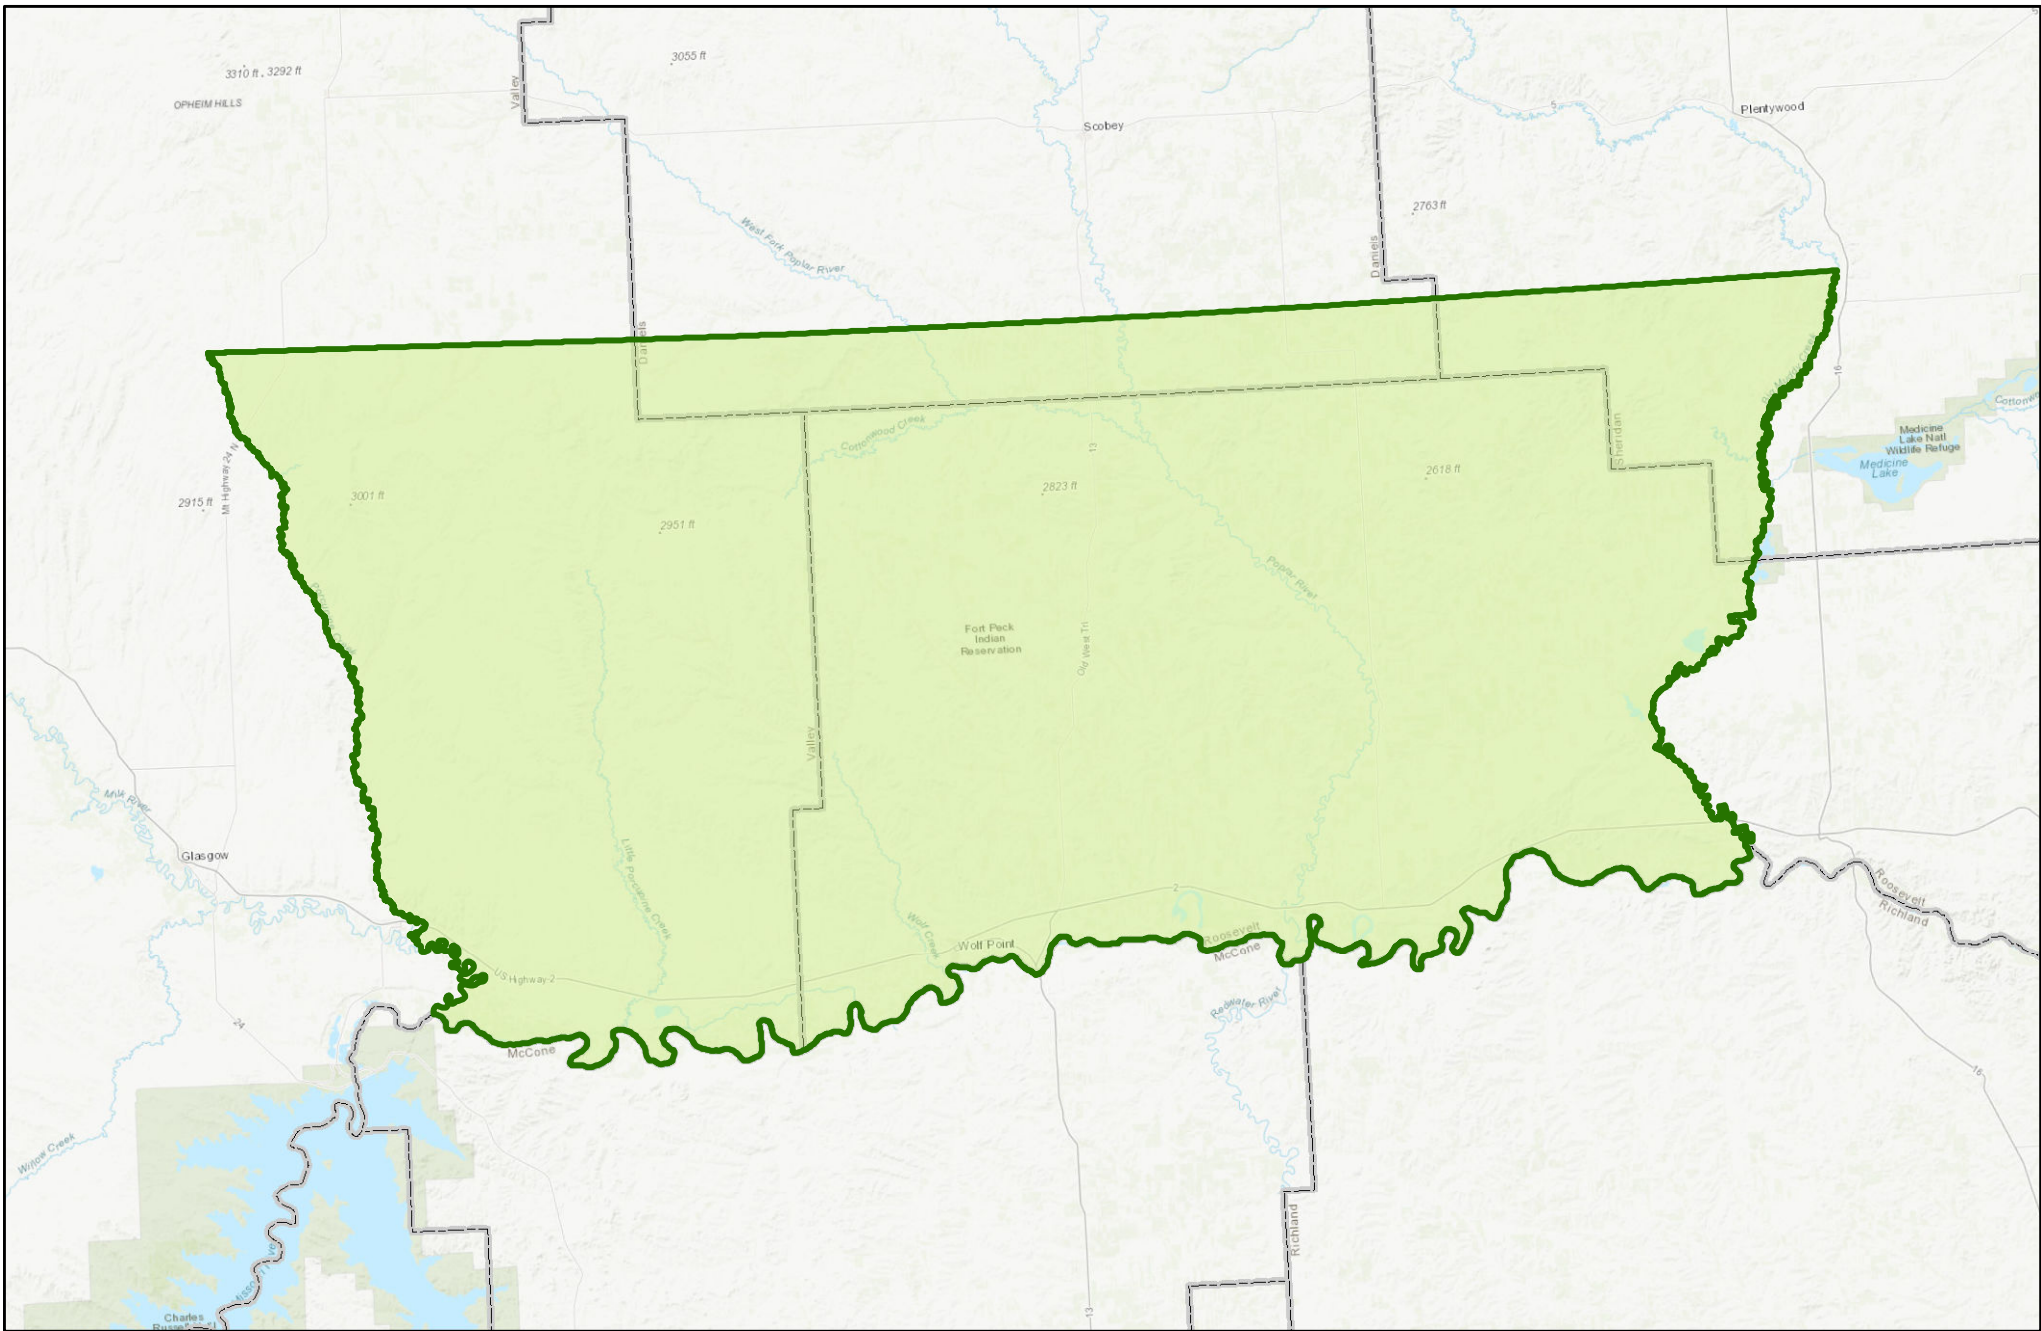 3310 ft . 3292 ft
3055 ft
OPHEIM HILLS
Valley
Scobey
5
Plentywood
2763 ft
West Fork Poplar River
Daniels
Daniels
16
Cottonwood Creek
13
Sheridan
Medicine
Lake Natl
Wildlife Refuge
Medicine
Lake
2618 ft
Mt Highway 24 N
2915 ft
3001 ft
2823 ft
2951 ft
Poplar River
Fort Peck
Indian
Reservation
Old West Trl
Valley
Milk River
Glasgow
Little Porcupine Creek
2
Wolf Creek
Wolf Point
Roosevelt
McCone
Roosevelt
Richland
US Highway 2
Redwater River
24
McCone
16
Willow Creek
Richland
13
Charles